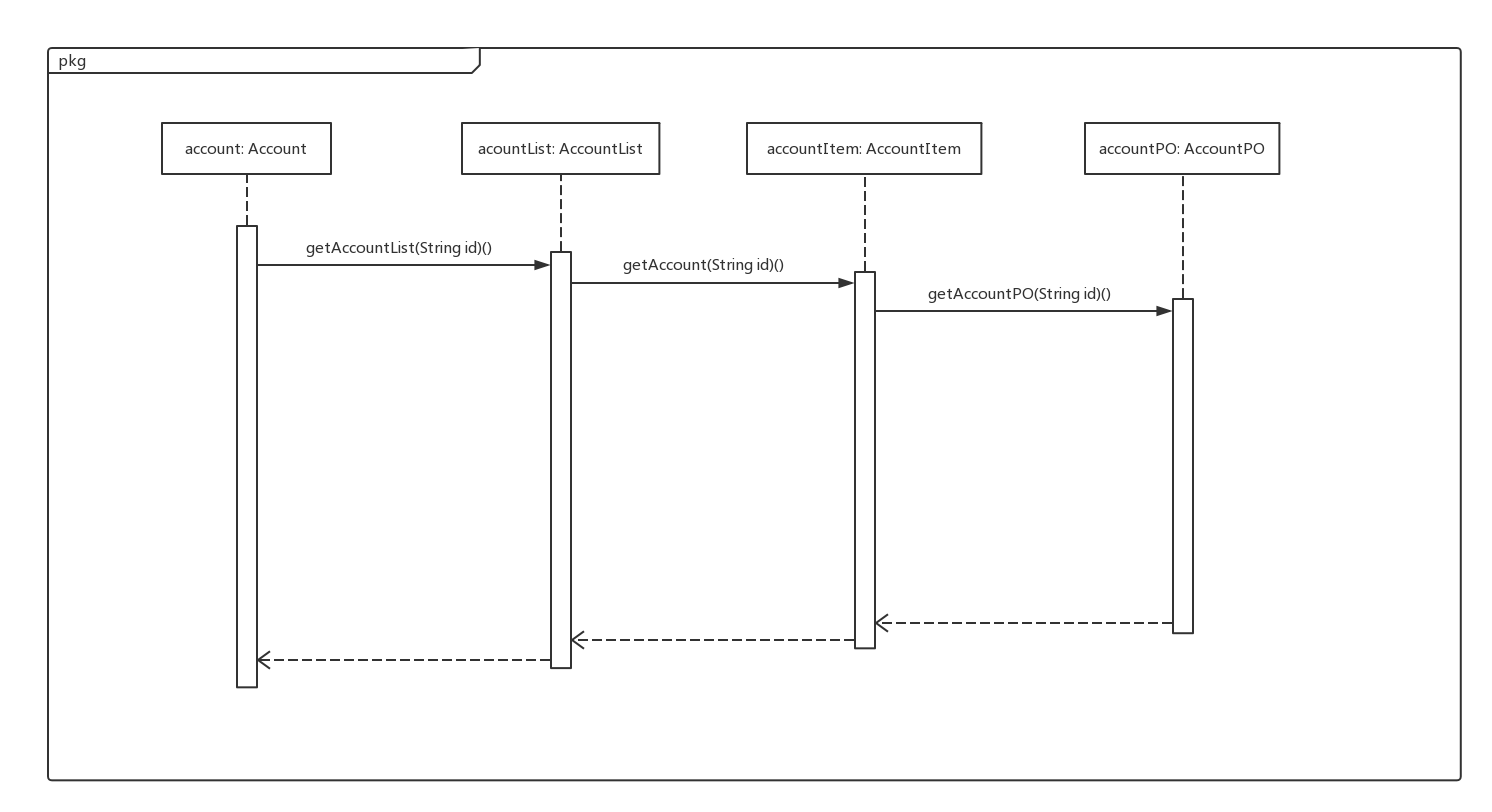 pkg
account: Account
acountList: AccountList
accountItem: AccountItem
accountPO: AccountPO
getAccountList(String id)()
getAccount(String id)()
getAccountPO(String id)()